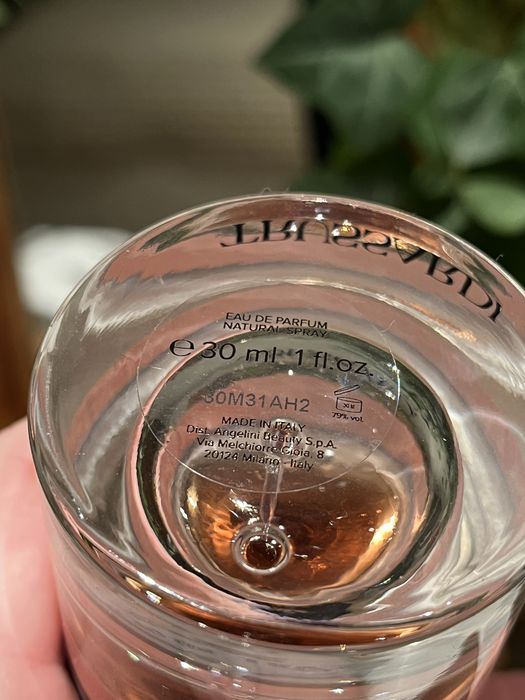 TRUSSARDI
EAU DE PARFUM
NATURAL SPRAY
℮ 30 ml 1 fl.oz.
30M31AH2
79% vol.
MADE IN ITALY
Dist. Angelini Beauty S.p.A.
Via Melchiorre Gioia, 8
20124 Milano - Italy